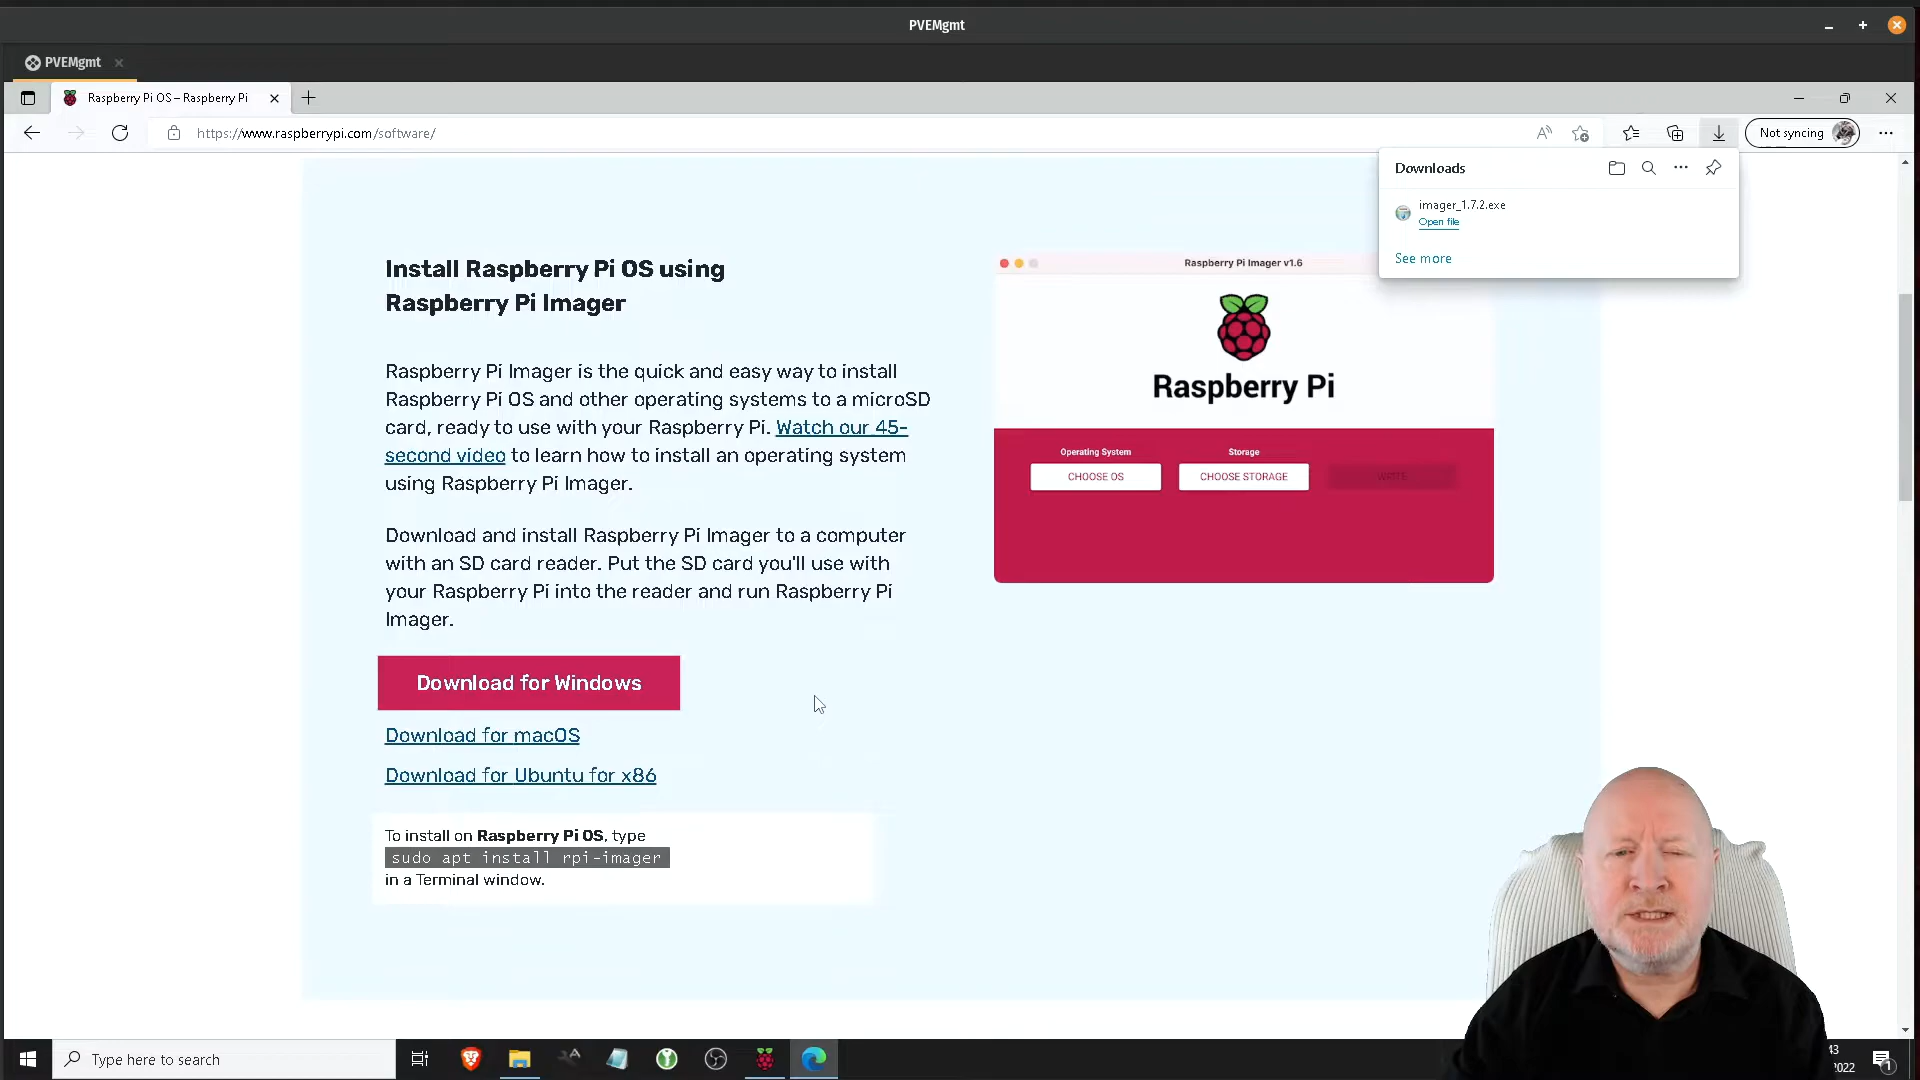 PVEMgmt
PVEMgmt
Raspberry Pi OS – Raspberry Pi
https://www.raspberrypi.com/software/
Not syncing
Downloads
imager_1.7.2.exe
Open file
See more
Install Raspberry Pi OS using
Raspberry Pi Imager
Raspberry Pi Imager is the quick and easy way to install
Raspberry Pi OS and other operating systems to a microSD
card, ready to use with your Raspberry Pi. Watch our 45-
second video to learn how to install an operating system
using Raspberry Pi Imager.
Download and install Raspberry Pi Imager to a computer
with an SD card reader. Put the SD card you'll use with
your Raspberry Pi into the reader and run Raspberry Pi
Imager.
Download for Windows
Download for macOS
Download for Ubuntu for x86
To install on Raspberry Pi OS, type
sudo apt install rpi-imager
in a Terminal window.
Raspberry Pi Imager v1.6
Raspberry Pi
Operating System
Storage
CHOOSE OS
CHOOSE STORAGE
WRITE
Type here to search
43
2022
1